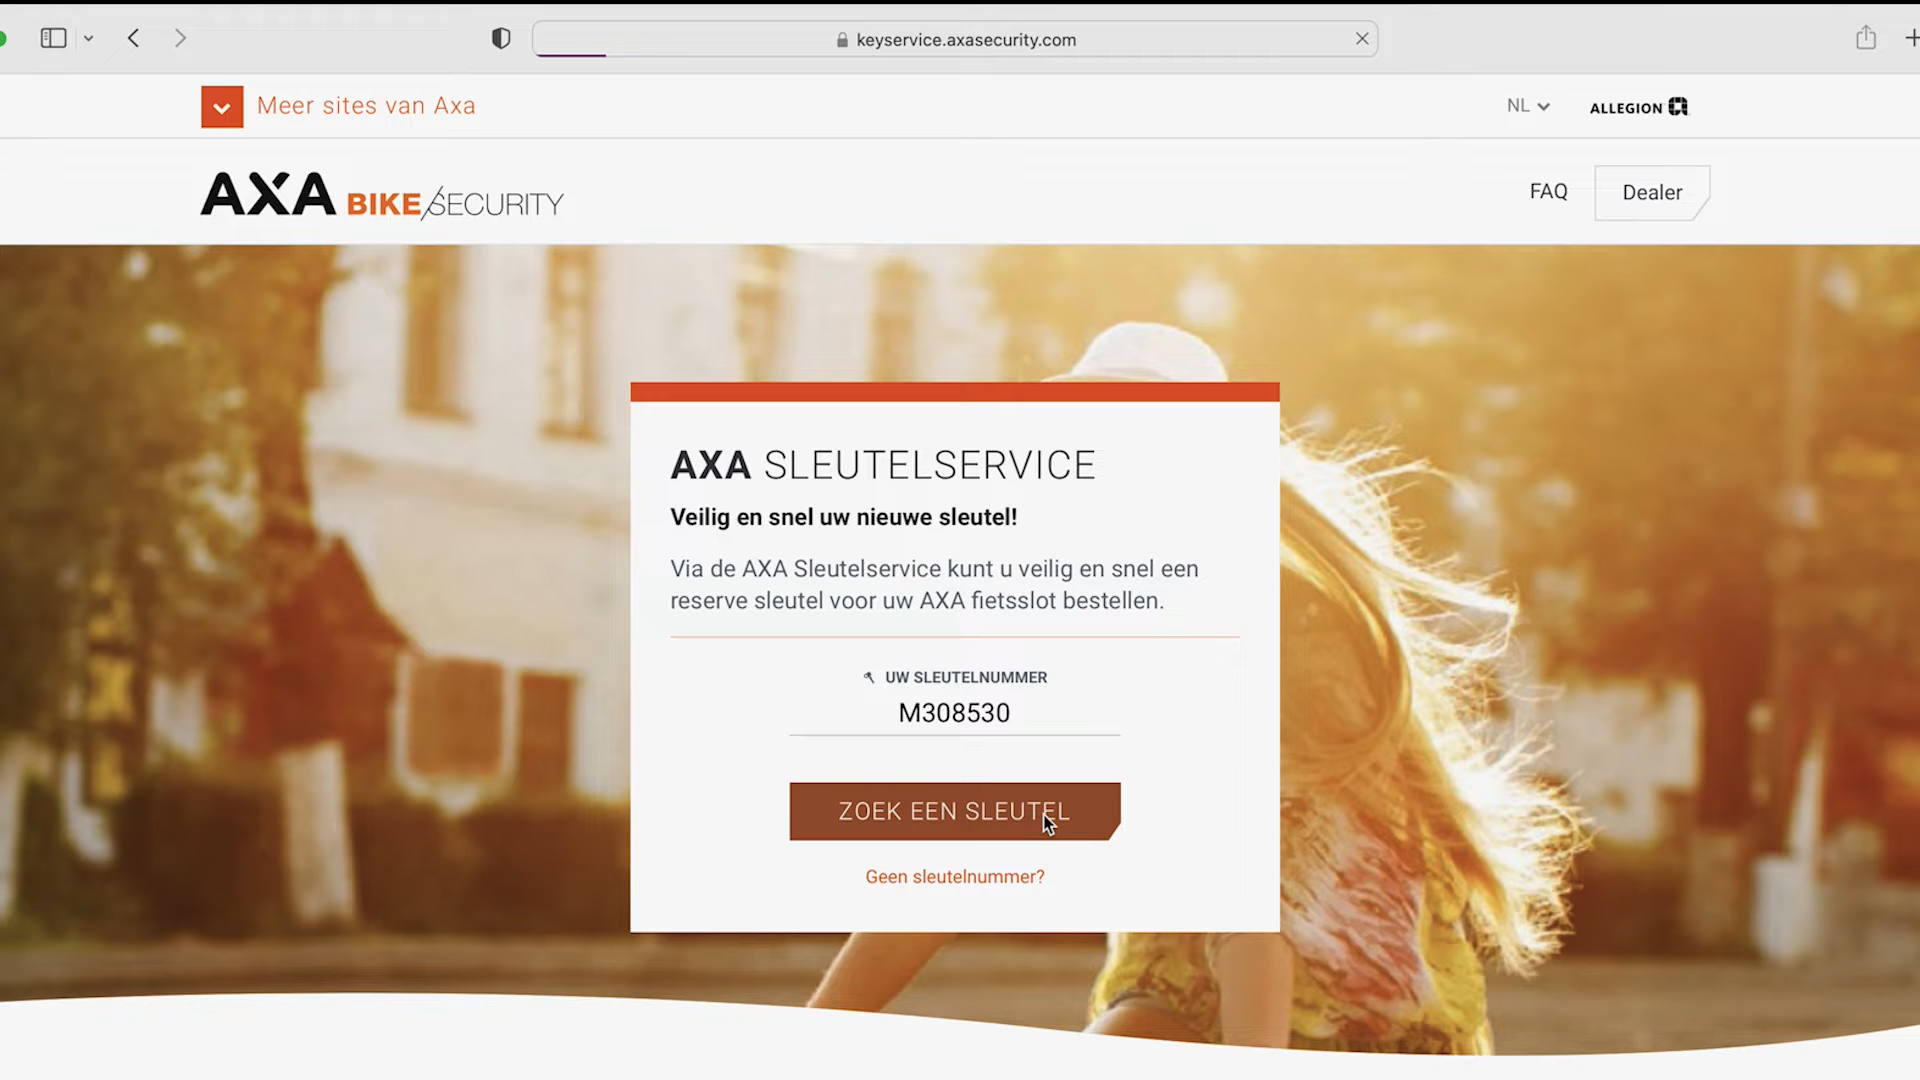 keyservice.axasecurity.com
Meer sites van Axa
NL
ALLEGION
AXA BIKE/SECURITY
FAQ
Dealer
AXA SLEUTELSERVICE
Veilig en snel uw nieuwe sleutel!
Via de AXA Sleutelservice kunt u veilig en snel een
reserve sleutel voor uw AXA fietsslot bestellen.
UW SLEUTELNUMMER
M308530
ZOEK EEN SLEUTEL
Geen sleutelnummer?